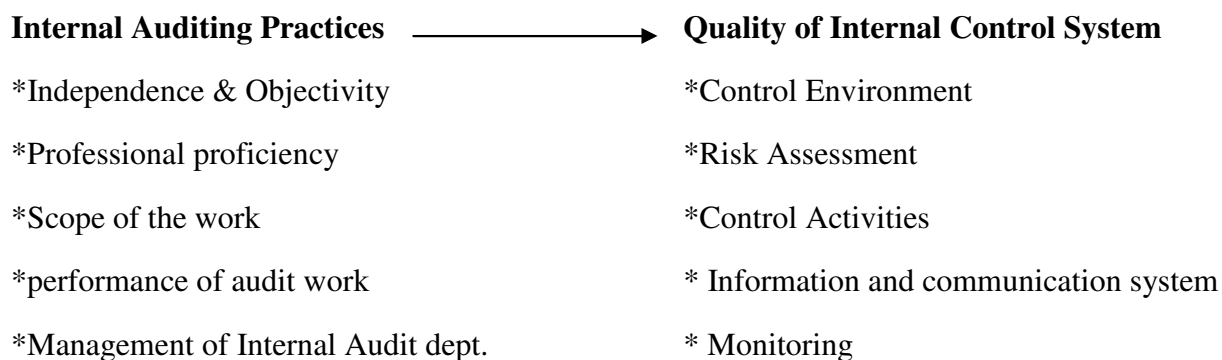 Internal Auditing Practices Quality of Internal Control System
*Independence & Objectivity *Control Environment
*Professional proficiency *Risk Assessment
*Scope of the work *Control Activities
*performance of audit work * Information and communication system
*Management of Internal Audit dept. * Monitoring